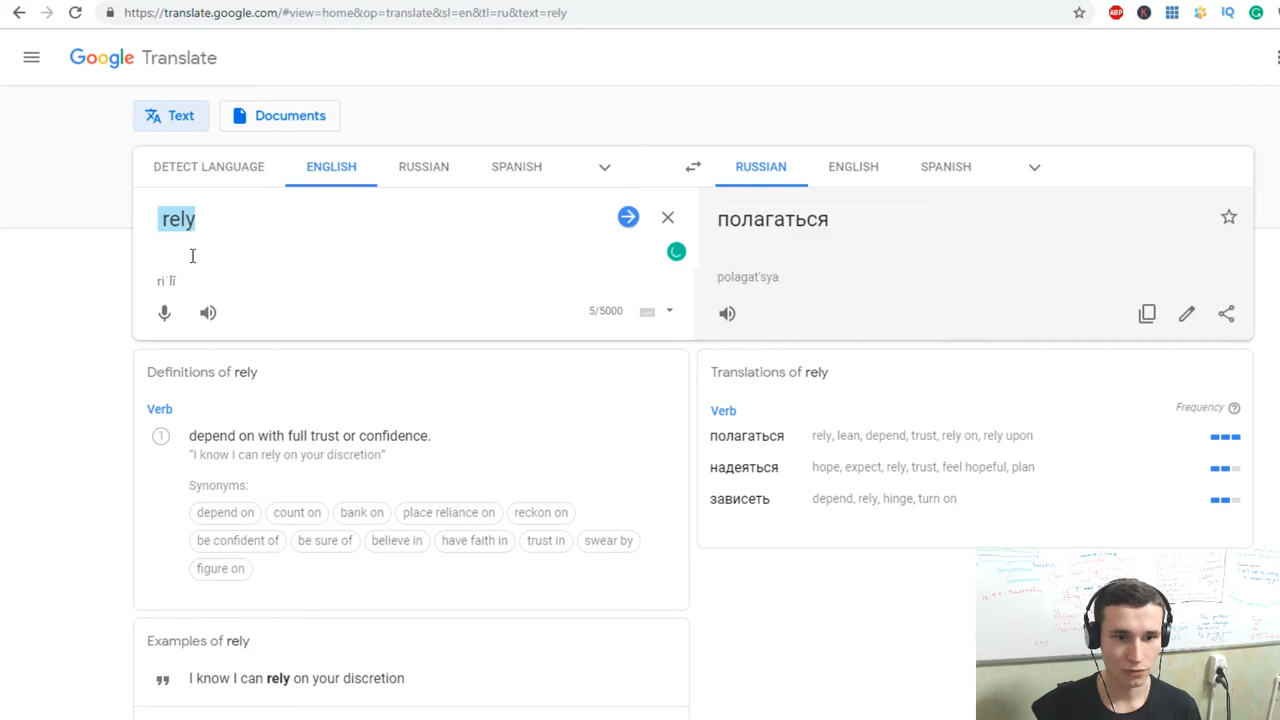 https://translate.google.com/#view=home&op=translate&sl=en&tl=ru&text=rely
ABP K IQ G
Google Translate
Text Documents
DETECT LANGUAGE ENGLISH RUSSIAN SPANISH
RUSSIAN ENGLISH SPANISH
rely
полагаться
riˈlī
polagat'sya
5/5000
Definitions of rely
Verb
1 depend on with full trust or confidence.
"I know I can rely on your discretion"
Synonyms:
depend on count on bank on place reliance on reckon on
be confident of be sure of believe in have faith in trust in swear by
figure on
Translations of rely
Verb Frequency ?
полагаться rely, lean, depend, trust, rely on, rely upon
надеяться hope, expect, rely, trust, feel hopeful, plan
зависеть depend, rely, hinge, turn on
Examples of rely
I know I can rely on your discretion